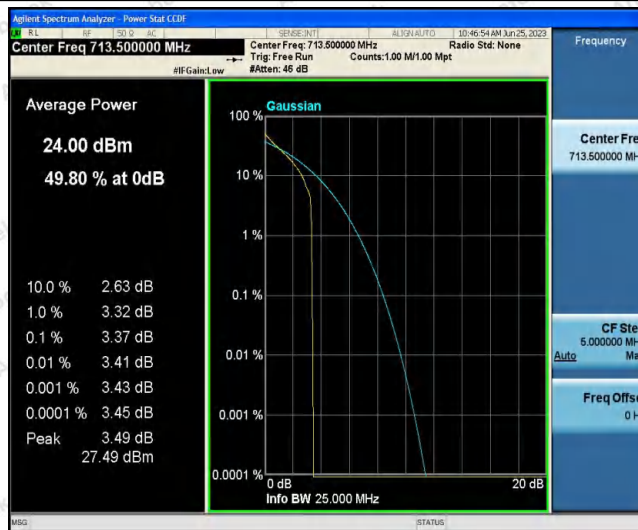 Agilent Spectrum Analyzer - Power Stat CCDF
RL RF 50 Ω AC SENSE:INT ALIGN AUTO 10:46:54 AM Jun 25, 2023
Center Freq 713.500000 MHz
Center Freq: 713.500000 MHz Radio Std: None
Trig: Free Run Counts:1.00 M/1.00 Mpt
#IFGain:Low #Atten: 46 dB
Frequency
Average Power
24.00 dBm
49.80 % at 0dB
10.0 % 2.63 dB
1.0 % 3.32 dB
0.1 % 3.37 dB
0.01 % 3.41 dB
0.001 % 3.43 dB
0.0001 % 3.45 dB
Peak 3.49 dB
27.49 dBm
Gaussian
100 %
10 %
1 %
0.1 %
0.01 %
0.001 %
0.0001 %
0 dB 20 dB
Info BW 25.000 MHz
Center Fre
713.500000 MH
CF Ste
5.000000 MH
Auto Ma
Freq Offse
0 H
MSG STATUS